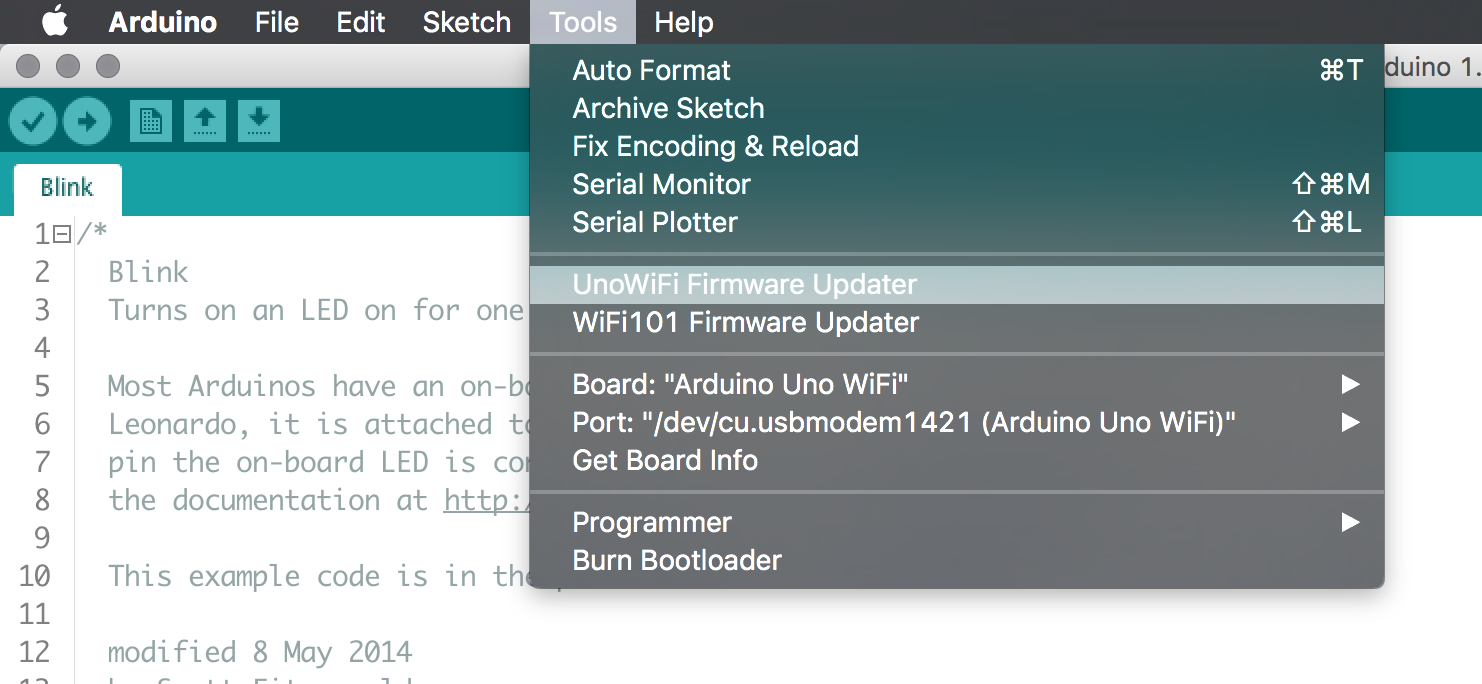 Arduino File Edit Sketch Tools Help
duino 1.
Auto Format ⌘T
Archive Sketch
Fix Encoding & Reload
Serial Monitor ⇧⌘M
Serial Plotter ⇧⌘L
UnoWiFi Firmware Updater
WiFi101 Firmware Updater
Board: "Arduino Uno WiFi"
Port: "/dev/cu.usbmodem1421 (Arduino Uno WiFi)"
Get Board Info
Programmer
Burn Bootloader
Blink
1 /*
2 Blink
3 Turns on an LED on for one
4
5 Most Arduinos have an on-bo
6 Leonardo, it is attached to
7 pin the on-board LED is con
8 the documentation at http:/
9
10 This example code is in the
11
12 modified 8 May 2014